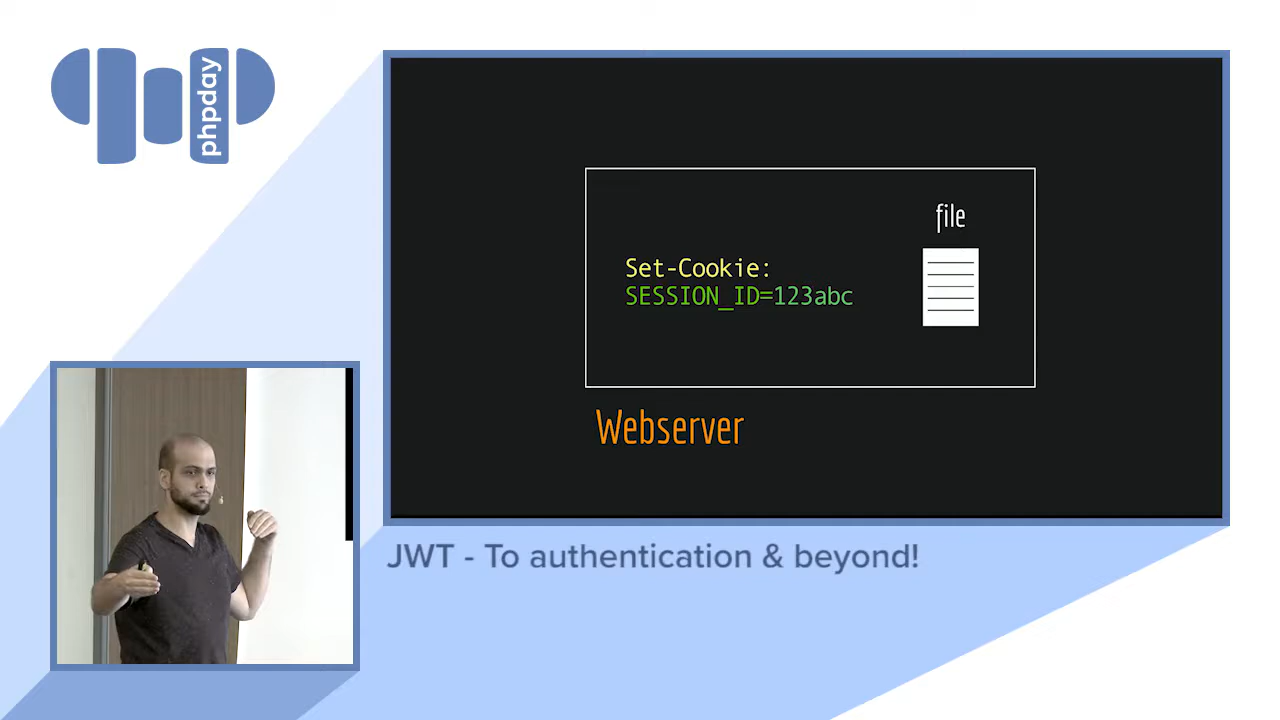 phpday
file
Set-Cookie:
SESSION_ID=123abc
Webserver
JWT - To authentication & beyond!